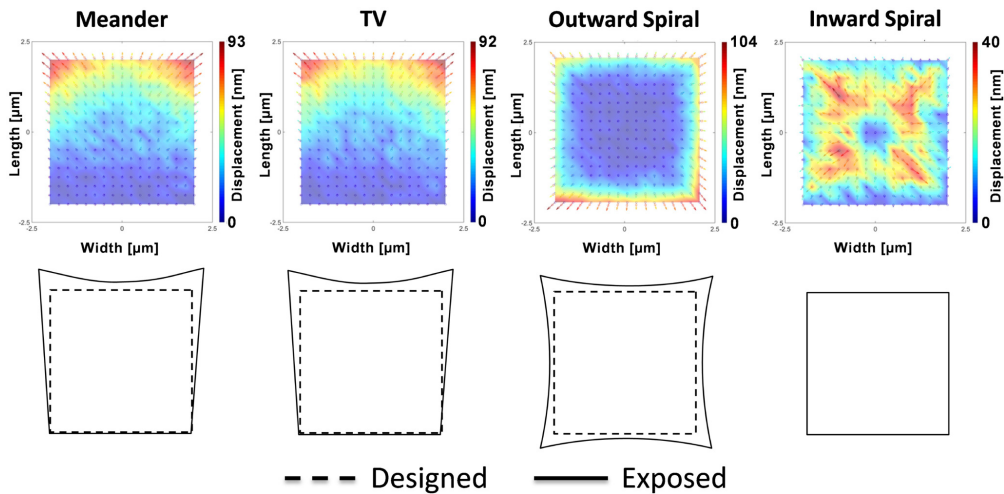 Meander TV Outward Spiral Inward Spiral
2.5 93 2.5 92 2.5 104 2.5 40
Length [µm] 0 Displacement [nm] Length [µm] 0 Displacement [nm] Length [µm] 0 Displacement [nm] Length [µm] 0 Displacement [nm]
-2.5 0 -2.5 0 -2.5 0 -2.5 0
-2.5 0 2.5 -2.5 0 2.5 -2.5 0 2.5 -2.5 0 2.5
Width [µm] Width [µm] Width [µm] Width [µm]
Designed Exposed